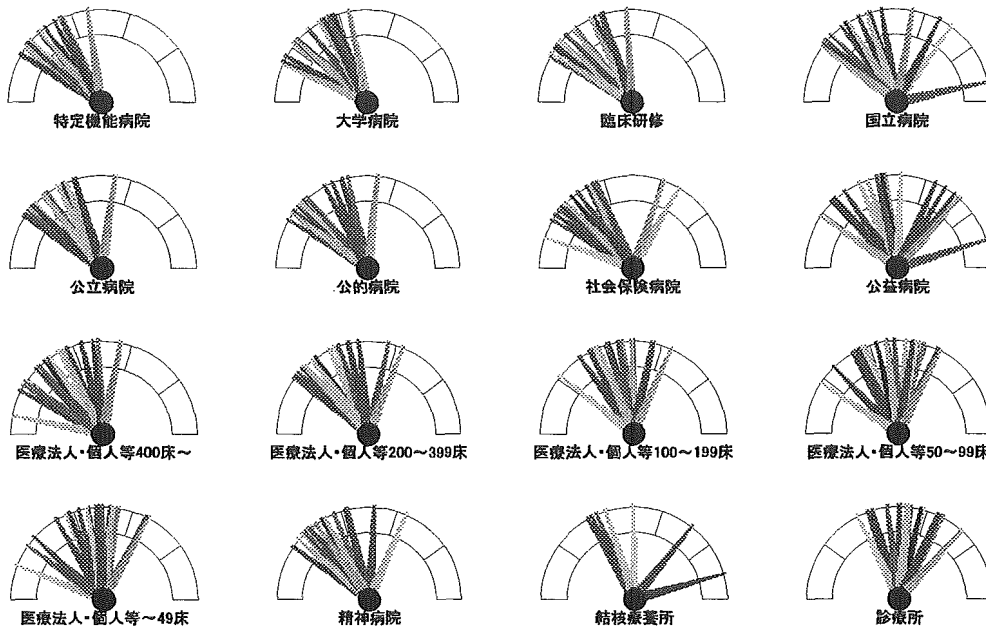 特定機能病院
大学病院
臨床研修
国立病院
公立病院
公的病院
社会保険病院
公益病院
医療法人・個人等400床～
医療法人・個人等200～399床
医療法人・個人等100～199床
医療法人・個人等50～99床
医療法人・個人等～49床
精神病院
結核療養所
診療所